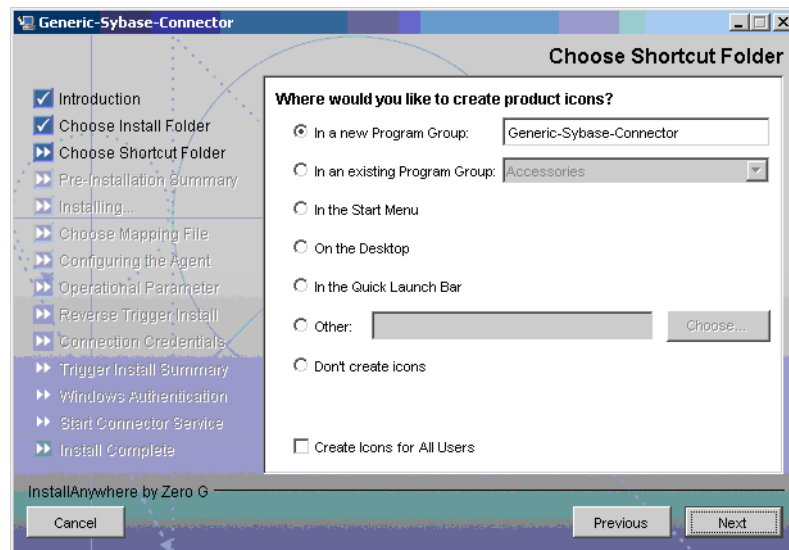 Generic-Sybase-Connector
Choose Shortcut Folder
Introduction
Choose Install Folder
Choose Shortcut Folder
Pre-Installation Summary
Installing...
Choose Mapping File
Configuring the Agent
Operational Parameter
Reverse Trigger Install
Connection Credentials
Trigger Install Summary
Windows Authentication
Start Connector Service
Install Complete
Where would you like to create product icons?
In a new Program Group: Generic-Sybase-Connector
In an existing Program Group: Accessories
In the Start Menu
On the Desktop
In the Quick Launch Bar
Other: Choose...
Don't create icons
Create Icons for All Users
InstallAnywhere by Zero G
Cancel Previous Next